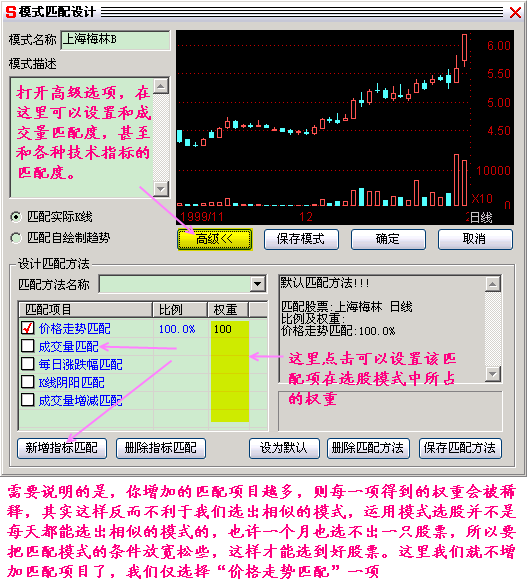 模式匹配设计
模式名称 上海梅林B
模式描述
打开高级选项，在
这里可以设置和成
交量匹配度，甚至
和各种技术指标的
匹配度。
匹配实际K线
匹配自绘制趋势
6.00
5.50
5.00
4.50
10000
X10
1999/11 12 2 日线
高级<< 保存模式 确定 取消
设计匹配方法
匹配方法名称
匹配项目 比例 权重
价格走势匹配 100.0% 100
成交量匹配
每日涨跌幅匹配
K线阴阳匹配
成交量增减匹配
默认匹配方法!!!
匹配股票:上海梅林 日线
比例及权重:
价格走势匹配:100.0%
这里点击可以设置该匹
配项在选股模式中所占
的权重
新增指标匹配 删除指标匹配 设为默认 删除匹配方法 保存匹配方法
需要说明的是，你增加的匹配项目越多，则每一项得到的权重会被稀
释，其实这样反而不利于我们选出相似的模式，运用模式选股并不是
每天都能选出相似的模式的，也许一个月也选不出一只股票，所以要
把匹配模式的条件放宽松些，这样才能选到好股票。这里我们就不增
加匹配项目了，我们仅选择“价格走势匹配”一项